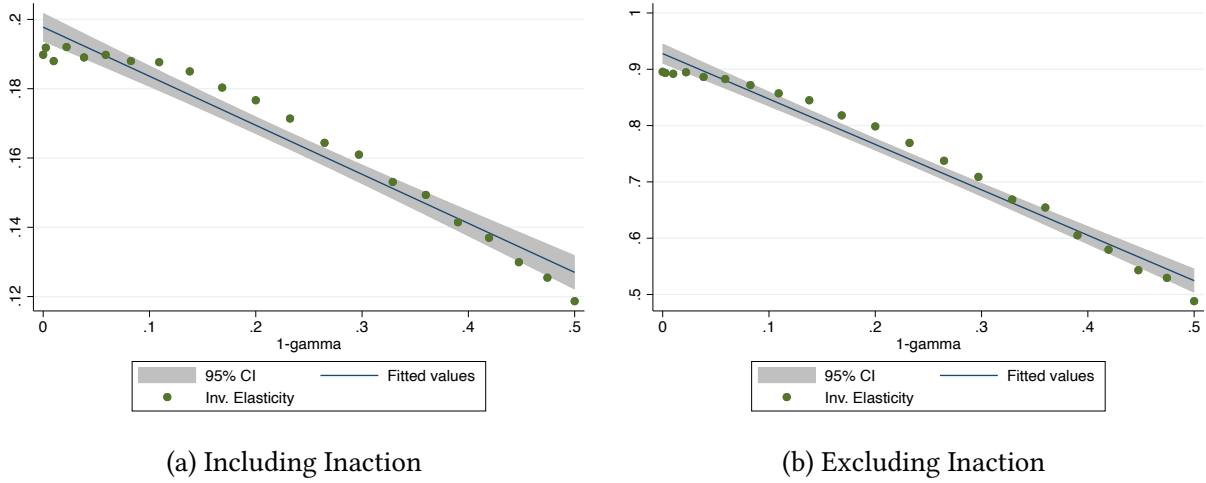 .2
.18
.16
.14
.12
0 .1 .2 .3 .4 .5
1-gamma
95% CI Fitted values
Inv. Elasticity
(a) Including Inaction
1
.9
.8
.7
.6
.5
0 .1 .2 .3 .4 .5
1-gamma
95% CI Fitted values
Inv. Elasticity
(b) Excluding Inaction